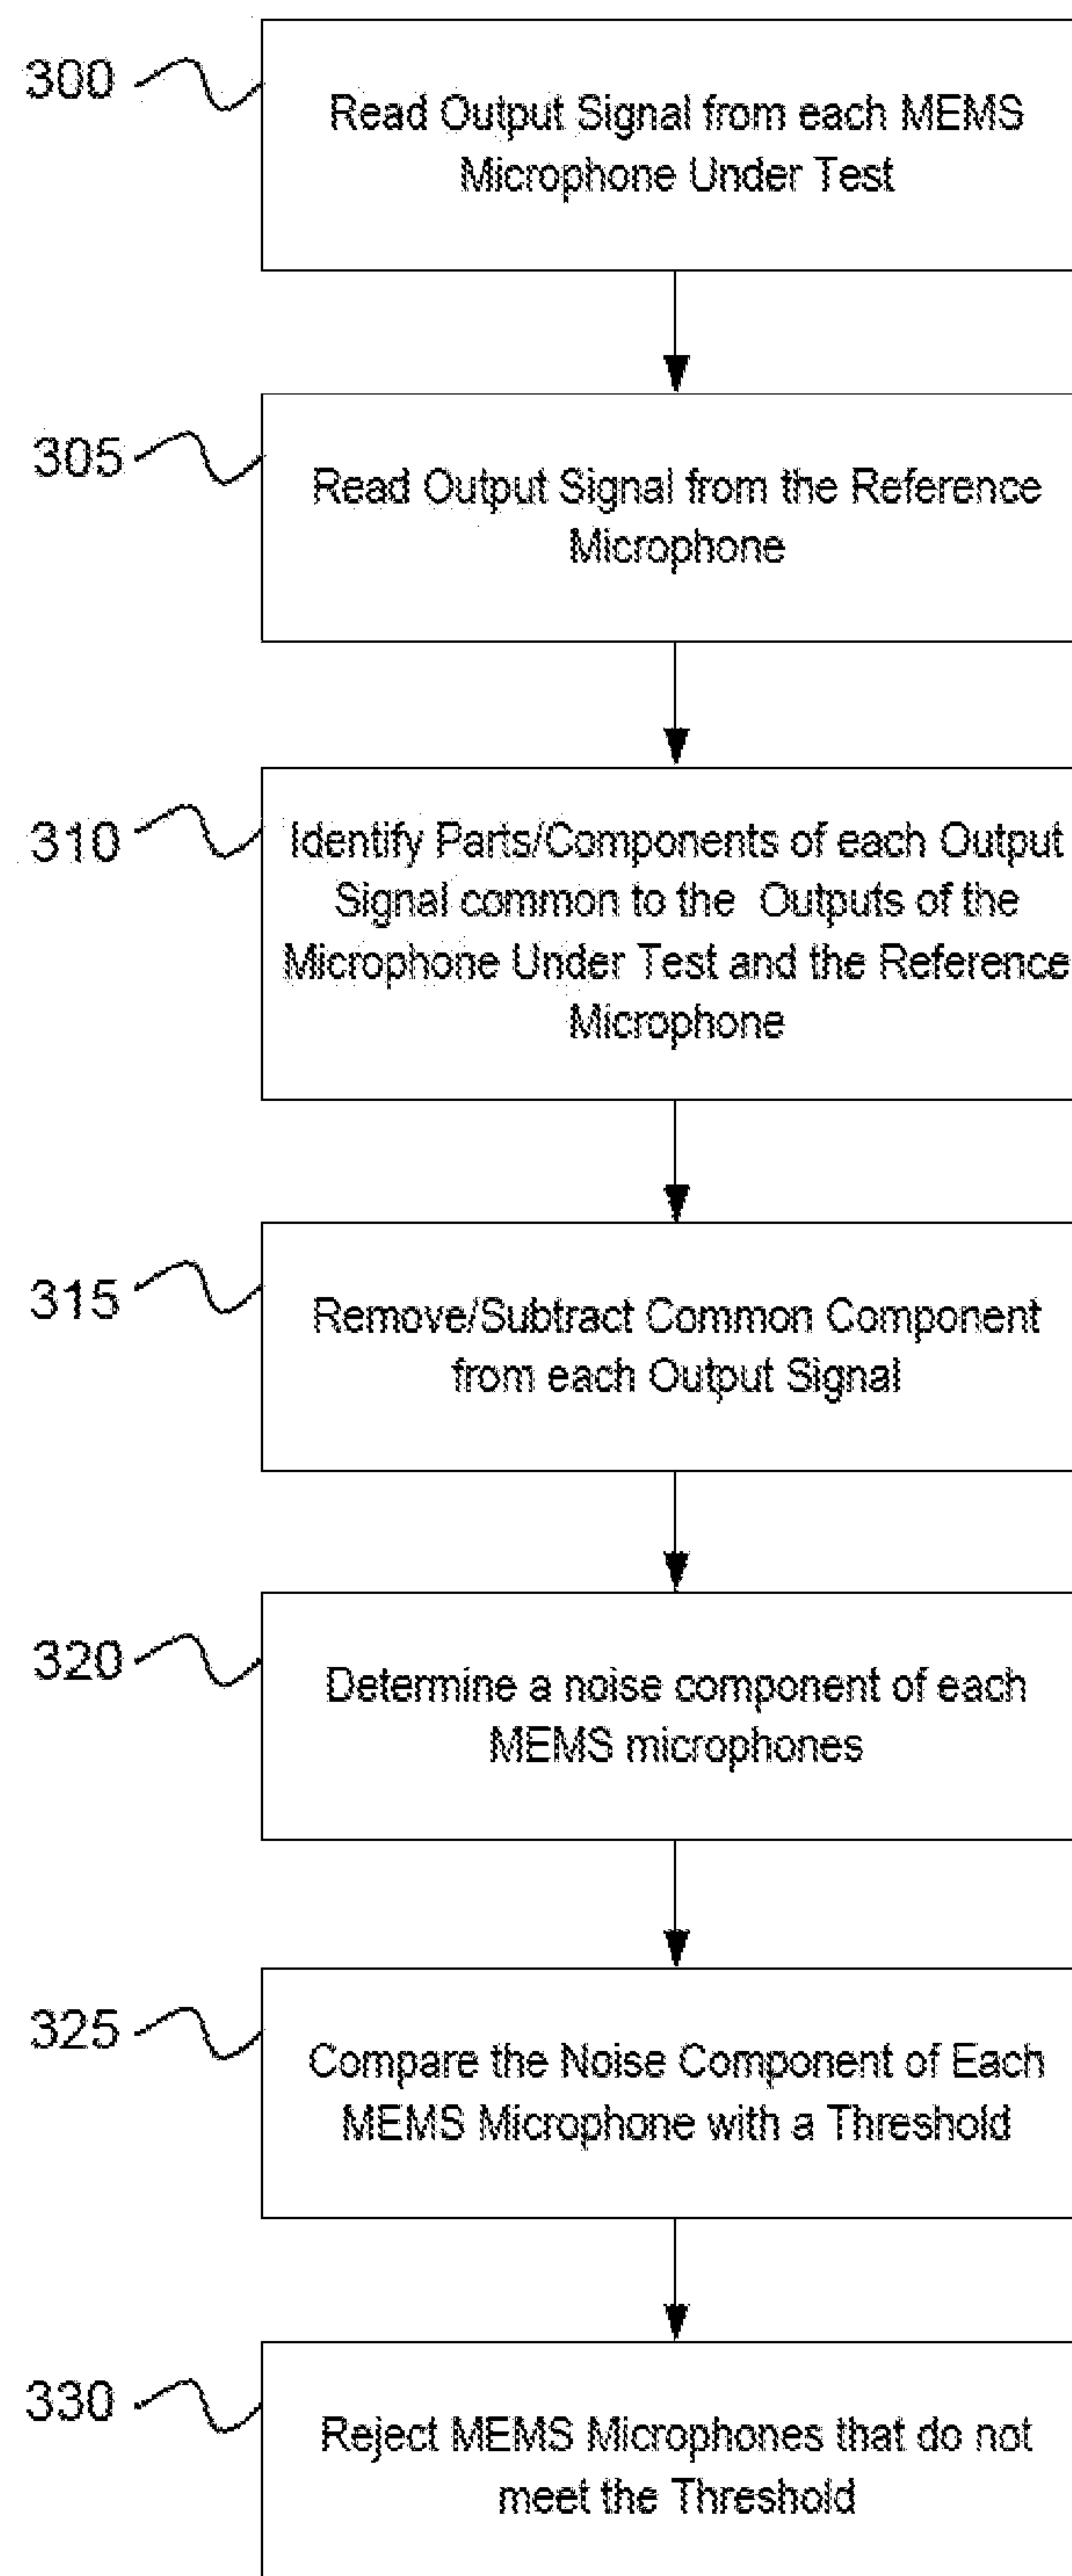 300
Read Output Signal from each MEMS
Microphone Under Test
305
Read Output Signal from the Reference
Microphone
310
Identify Parts/Components of each Output
Signal common to the Outputs of the
Microphone Under Test and the Reference
Microphone
315
Remove/Subtract Common Component
from each Output Signal
320
Determine a noise component of each
MEMS microphones
325
Compare the Noise Component of Each
MEMS Microphone with a Threshold
330
Reject MEMS Microphones that do not
meet the Threshold